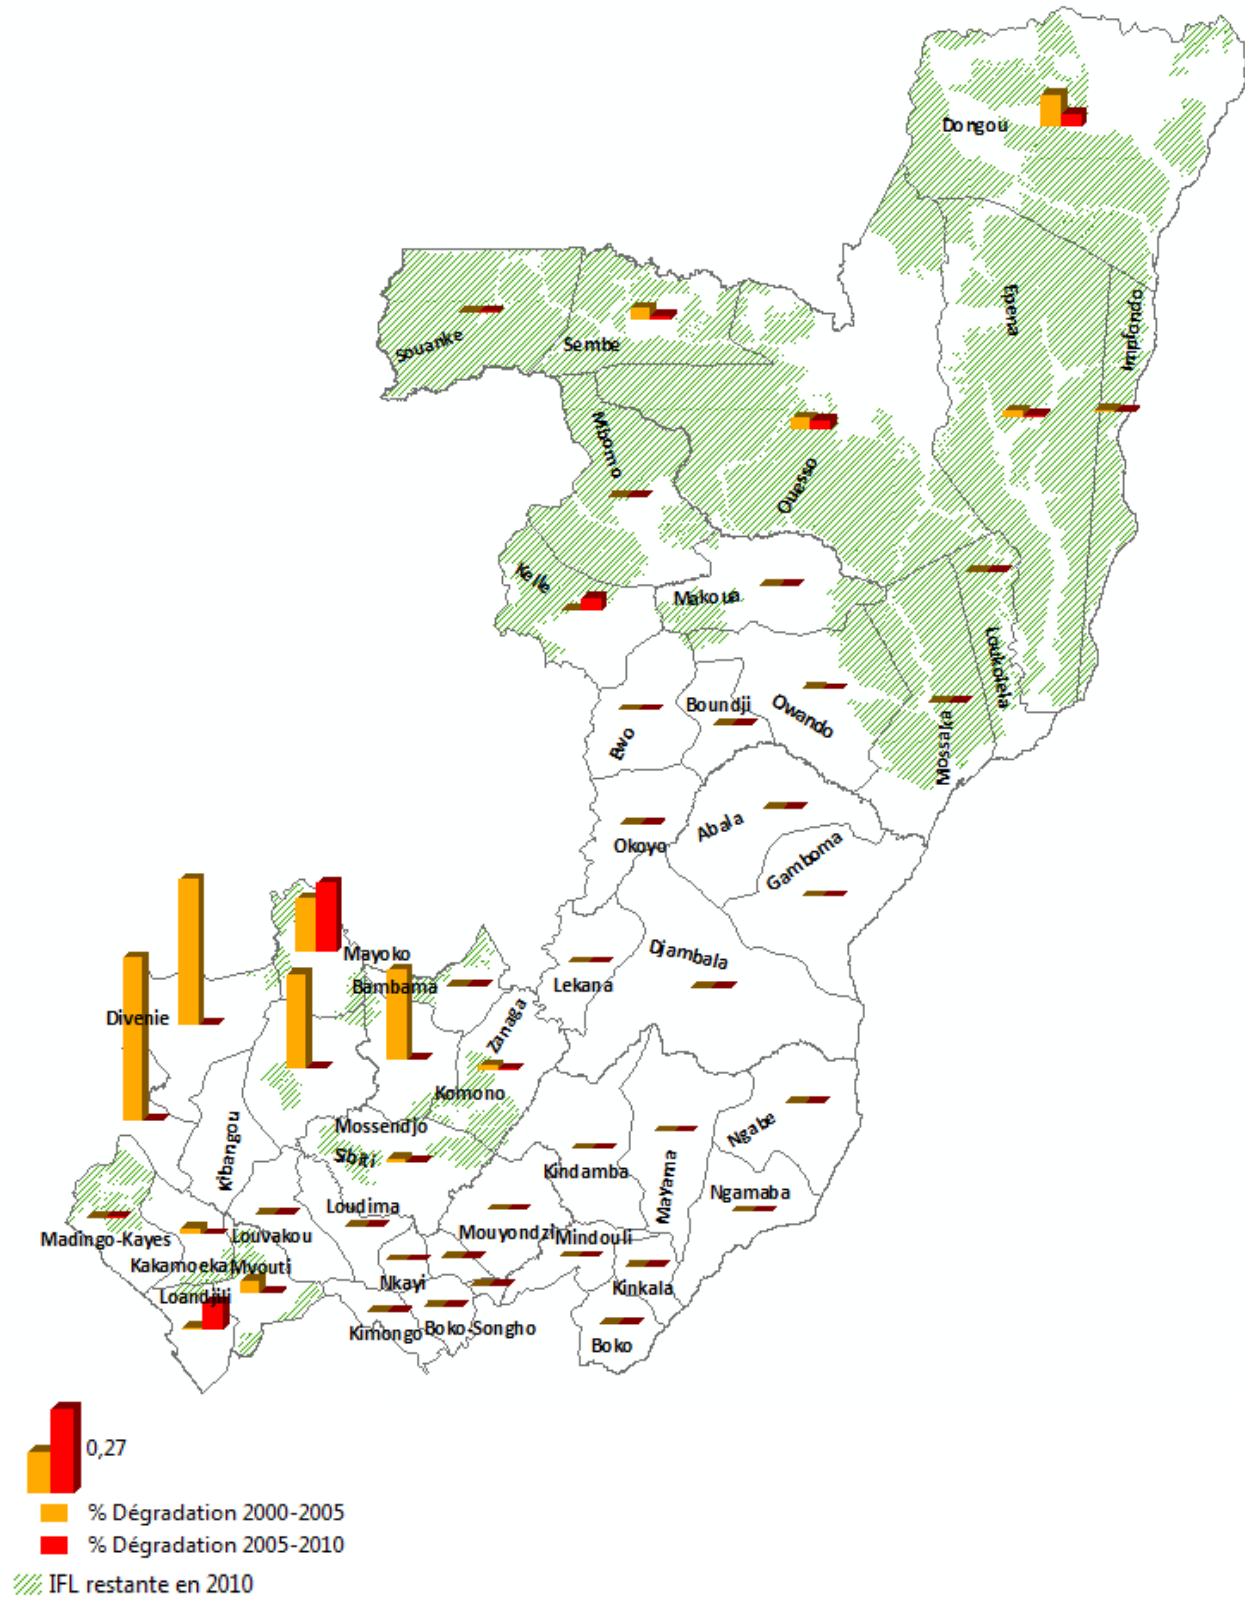 Dongou
Epena
Impfondo
Souanke
Sembe
Mbomo
Ouesso
Kelle
Makoua
Loukolela
Boundji
Owando
Ewo
Mossaka
Abala
Okoyo
Gamboma
Djambala
Mayoko
Bambama
Lekana
Divenie
Zanaga
Komono
Mossendjo
Kibangou
Sibiti
Ngabe
Kindamba
Mayama
Ngamaba
Loudima
Madingo-Kayes
Louvakou
Mouyondzi
Mindouli
Kakamoeka
Mvouti
Nkayi
Kinkala
Loandjili
Kimongo
Boko-Songho
Boko
0,27
% Dégradation 2000-2005
% Dégradation 2005-2010
IFL restante en 2010